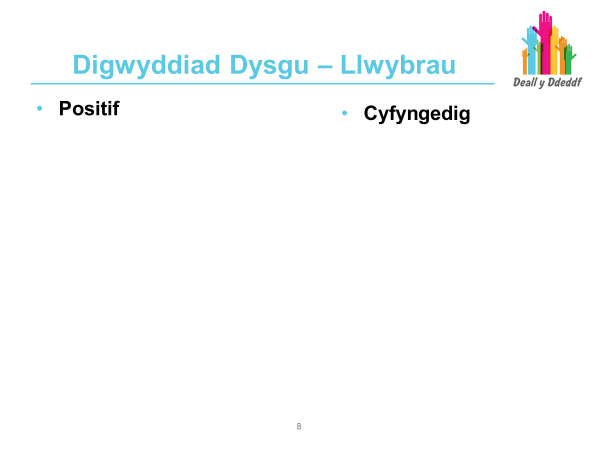 Digwyddiad Dysgu – Llwybrau
Deall y Ddeddf
• Positif
• Cyfyngedig
8